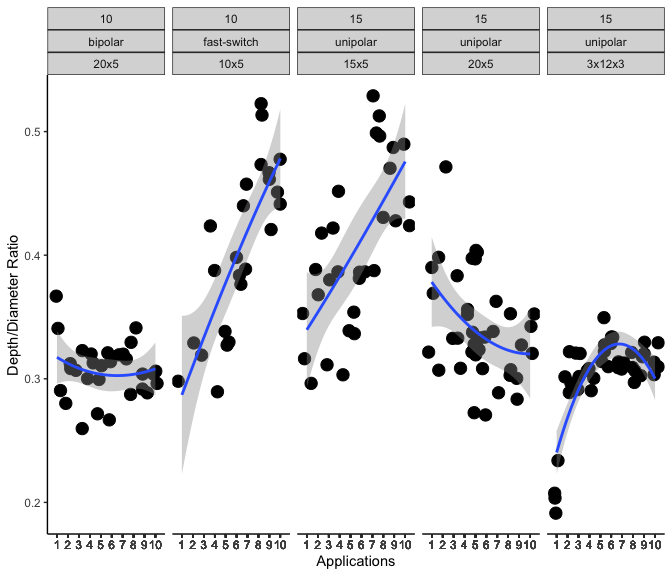 10 10 15 15 15
bipolar fast-switch unipolar unipolar unipolar
20x5 10x5 15x5 20x5 3x12x3
Depth/Diameter Ratio
0.5
0.4
0.3
0.2
1 2 3 4 5 6 7 8 9 10 1 2 3 4 5 6 7 8 9 10 1 2 3 4 5 6 7 8 9 10 1 2 3 4 5 6 7 8 9 10 1 2 3 4 5 6 7 8 9 10
Applications